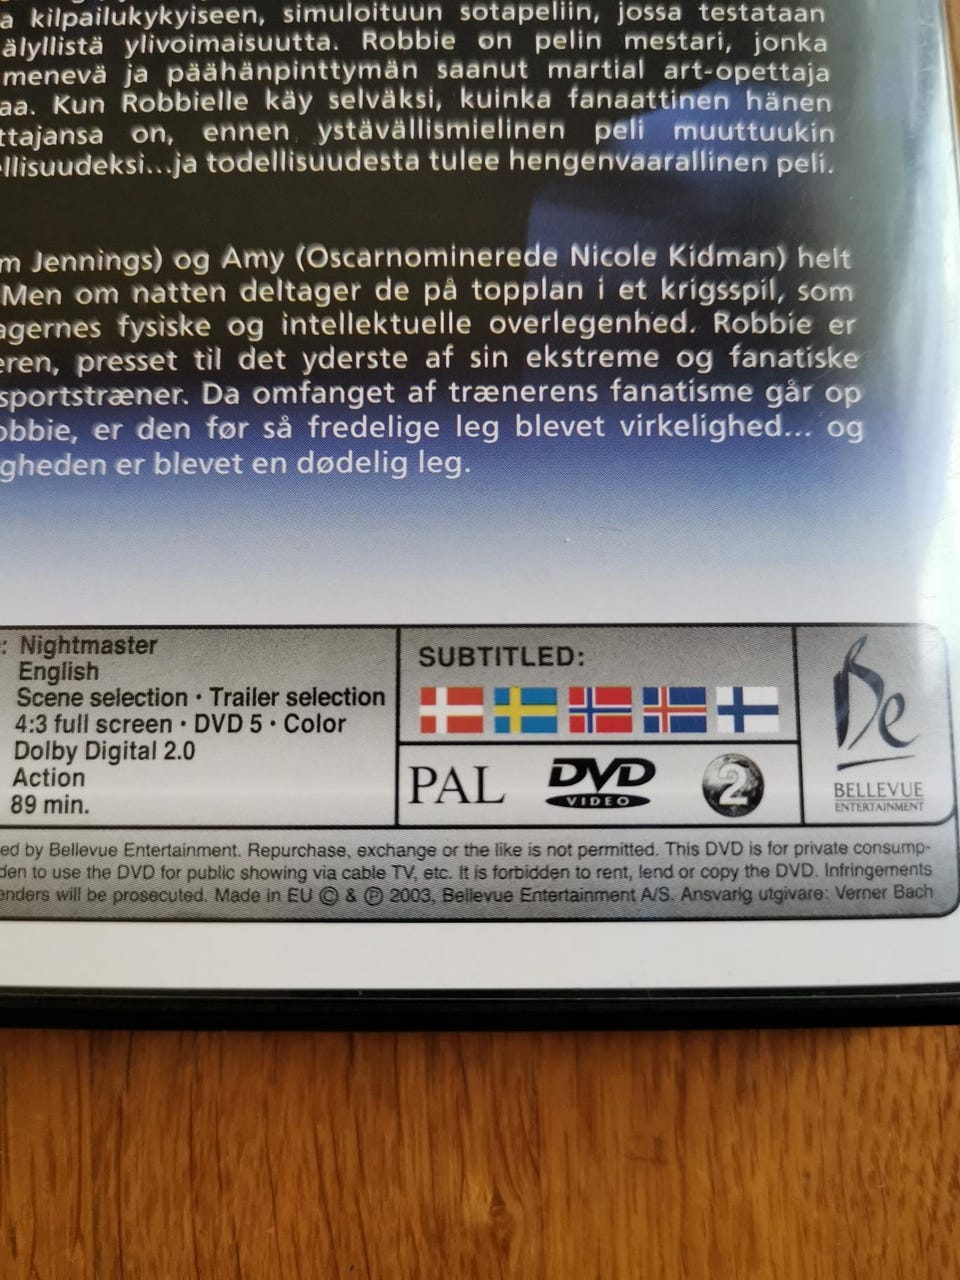 a kilpailukykyiseen, simuloituun sotapeliin, jossa testataan
älyllistä ylivoimaisuutta. Robbie on pelin mestari, jonka
menevä ja päähänpinttymän saanut martial art-opettaja
aa. Kun Robbielle käy selväksi, kuinka fanaattinen hänen
ttajansa on, ennen ystävällismielinen peli muuttuukin
llisuudeksi...ja todellisuudesta tulee hengenvaarallinen peli.
m Jennings) og Amy (Oscarnominerede Nicole Kidman) helt
Men om natten deltager de på topplan i et krigsspil, som
agernes fysiske og intellektuelle overlegenhed. Robbie er
eren, presset til det yderste af sin ekstreme og fanatiske
sportstræner. Da omfanget af trænerens fanatisme går op
obbie, er den før så fredelige leg blevet virkelighed... og
gheden er blevet en dødelig leg.
: Nightmaster
English
Scene selection · Trailer selection
4:3 full screen · DVD 5 · Color
Dolby Digital 2.0
Action
89 min.
SUBTITLED:
PAL DVD VIDEO 2
Be
BELLEVUE
ENTERTAINMENT
ed by Bellevue Entertainment. Repurchase, exchange or the like is not permitted. This DVD is for private consump-
den to use the DVD for public showing via cable TV, etc. It is forbidden to rent, lend or copy the DVD. Infringements
enders will be prosecuted. Made in EU © & ℗ 2003, Bellevue Entertainment A/S. Ansvarig utgivare: Verner Bach